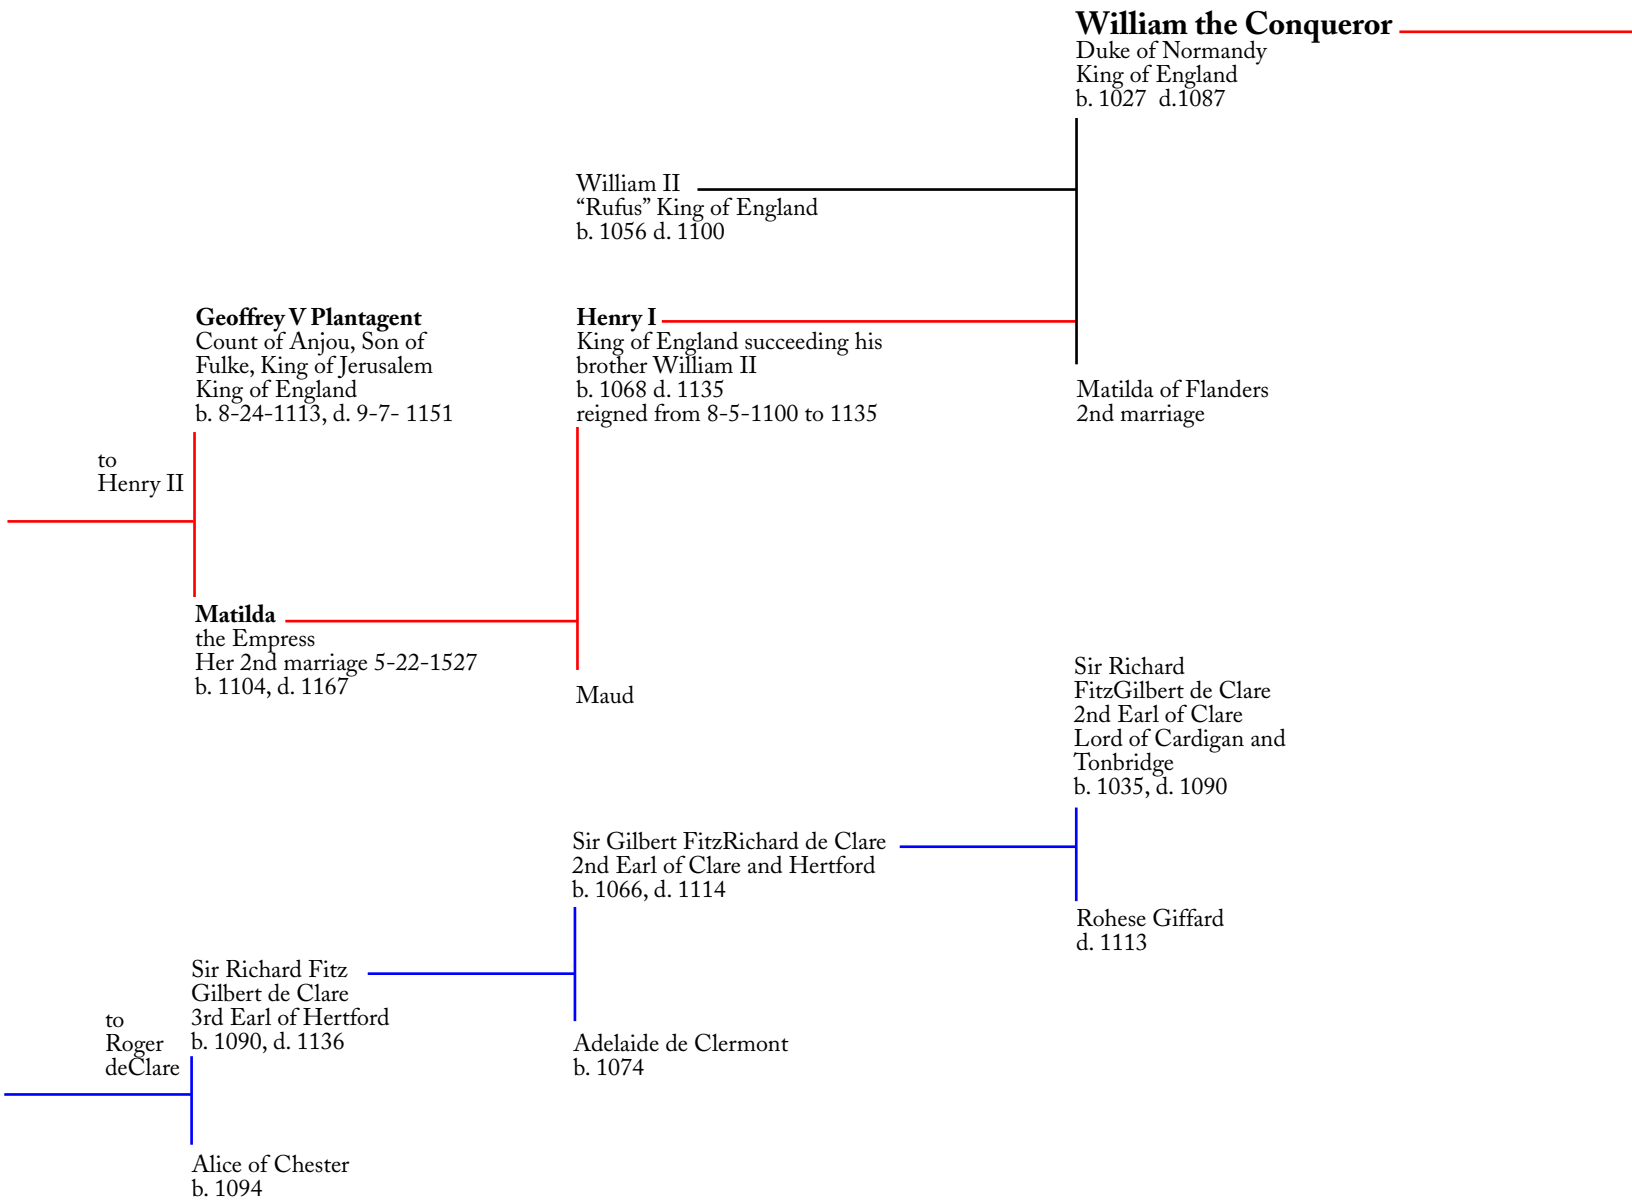 William the Conqueror
Duke of Normandy
King of England
b. 1027  d.1087
William II
“Rufus” King of England
b. 1056 d. 1100
Geoffrey V Plantagent
Count of Anjou, Son of
Fulke, King of Jerusalem
King of England
b. 8-24-1113, d. 9-7- 1151
Henry I
King of England succeeding his
brother William II
b. 1068 d. 1135
reigned from 8-5-1100 to 1135
Matilda of Flanders
2nd marriage
to
Henry II
Matilda
the Empress
Her 2nd marriage 5-22-1527
b. 1104, d. 1167
Maud
Sir Richard
FitzGilbert de Clare
2nd Earl of Clare
Lord of Cardigan and
Tonbridge
b. 1035, d. 1090
Sir Gilbert FitzRichard de Clare
2nd Earl of Clare and Hertford
b. 1066, d. 1114
Rohese Giffard
d. 1113
Sir Richard Fitz
Gilbert de Clare
3rd Earl of Hertford
b. 1090, d. 1136
to
Roger
deClare
Adelaide de Clermont
b. 1074
Alice of Chester
b. 1094